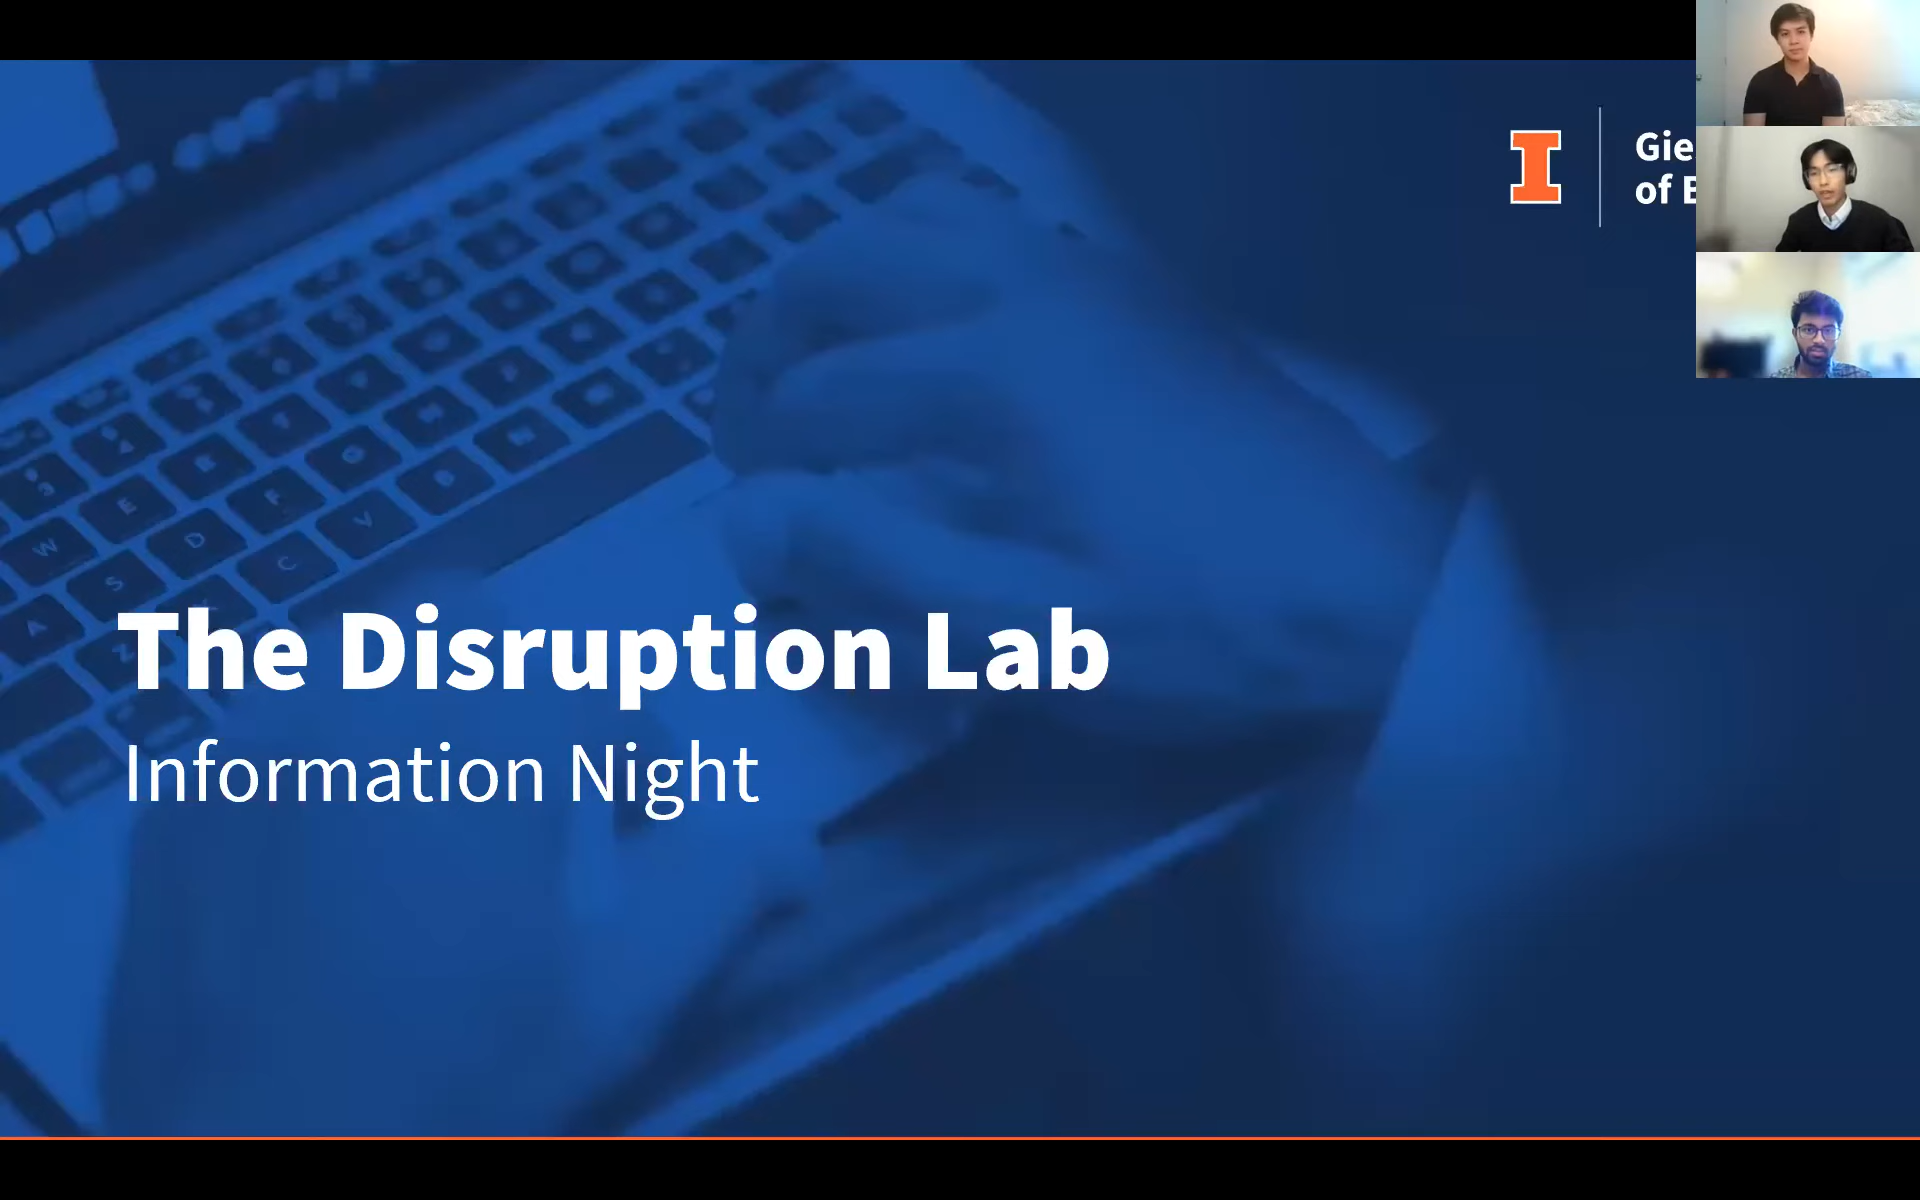 I
Gie
of
The Disruption Lab
Information Night
W
E
S
D
F
A
C
V